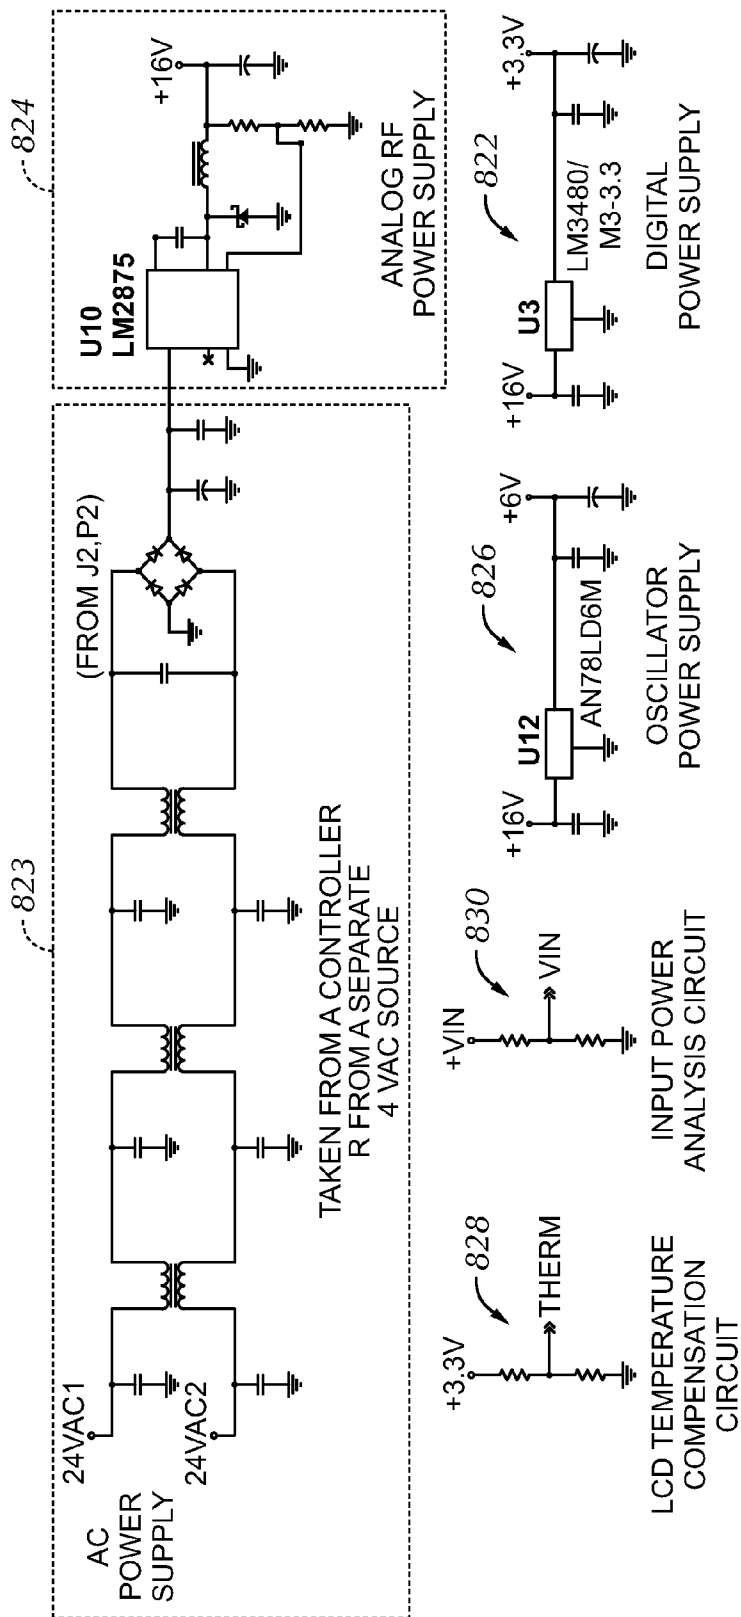 823
AC
POWER
SUPPLY
24VAC1
24VAC2
TAKEN FROM A CONTROLLER
R FROM A SEPARATE
4 VAC SOURCE
(FROM J2,P2)
824
U10
LM2875
+16V
ANALOG RF
POWER SUPPLY
828
+3.3V
THERM
LCD TEMPERATURE
COMPENSATION
CIRCUIT
830
+VIN
VIN
INPUT POWER
ANALYSIS CIRCUIT
826
+16V
U12
AN78LD6M
+6V
OSCILLATOR
POWER SUPPLY
822
+16V
U3
LM3480/
M3-3.3
+3.3V
DIGITAL
POWER SUPPLY